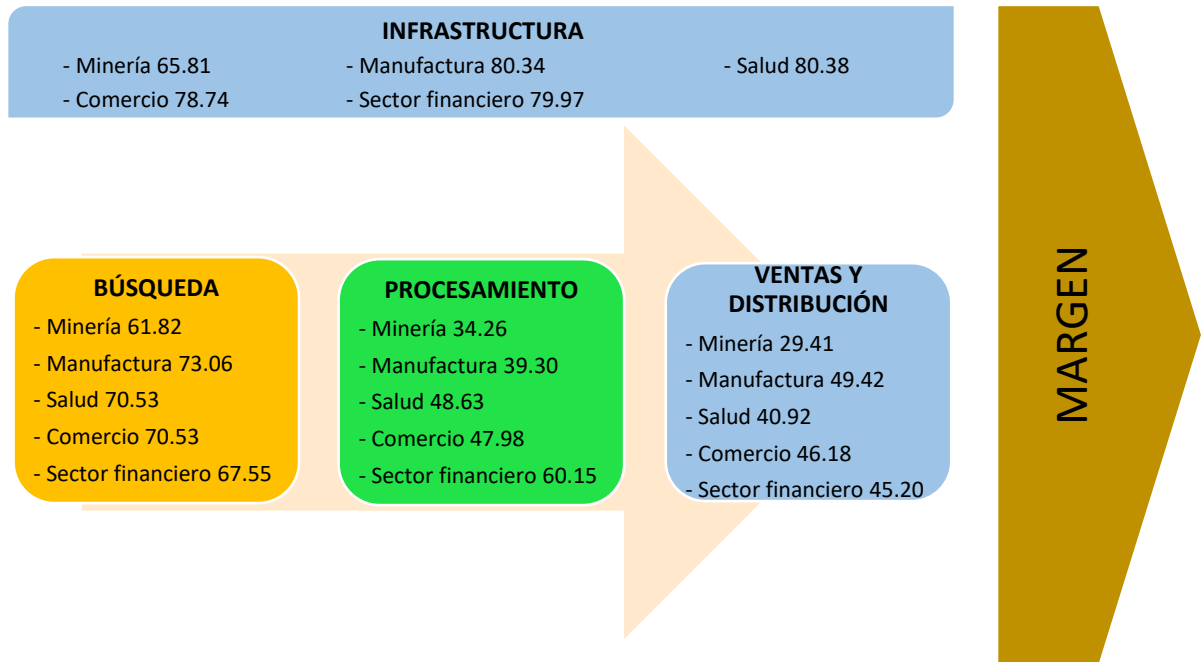 INFRASTRUCTURA
- Minería 65.81 - Manufactura 80.34 - Salud 80.38
- Comercio 78.74 - Sector financiero 79.97
BÚSQUEDA
- Minería 61.82
- Manufactura 73.06
- Salud 70.53
- Comercio 70.53
- Sector financiero 67.55
PROCESAMIENTO
- Minería 34.26
- Manufactura 39.30
- Salud 48.63
- Comercio 47.98
- Sector financiero 60.15
VENTAS Y
DISTRIBUCIÓN
- Minería 29.41
- Manufactura 49.42
- Salud 40.92
- Comercio 46.18
- Sector financiero 45.20
MARGEN